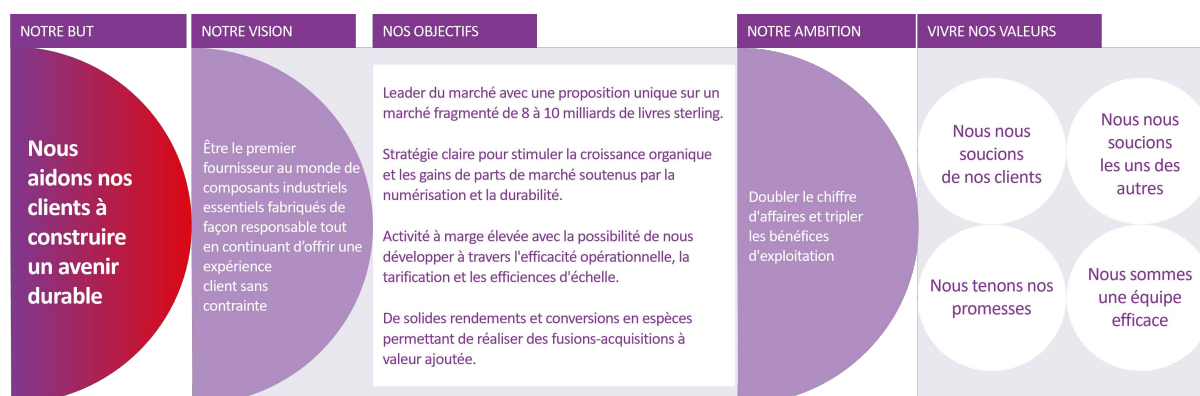 NOTRE BUT
Nous
aidons nos
clients à
construire
un avenir
durable
NOTRE VISION
Être le premier
fournisseur au monde de
composants industriels
essentiels fabriqués de
façon responsable tout
en continuant d’offrir une
expérience
client sans
contrainte
NOS OBJECTIFS
Leader du marché avec une proposition unique sur un
marché fragmenté de 8 à 10 milliards de livres sterling.
Stratégie claire pour stimuler la croissance organique
et les gains de parts de marché soutenus par la
numérisation et la durabilité.
Activité à marge élevée avec la possibilité de nous
développer à travers l'efficacité opérationnelle, la
tarification et les efficiences d'échelle.
De solides rendements et conversions en espèces
permettant de réaliser des fusions-acquisitions à
valeur ajoutée.
NOTRE AMBITION
Doubler le chiffre
d'affaires et tripler
les bénéfices
d'exploitation
VIVRE NOS VALEURS
Nous nous
soucions
de nos clients
Nous nous
soucions
les uns des
autres
Nous tenons nos
promesses
Nous sommes
une équipe
efficace